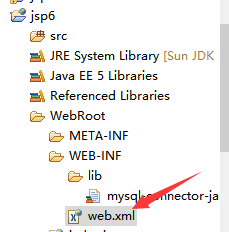 jsp6
src
JRE System Library [Sun JDK
Java EE 5 Libraries
Referenced Libraries
WebRoot
META-INF
WEB-INF
lib
mysql-connector-ja
web.xml